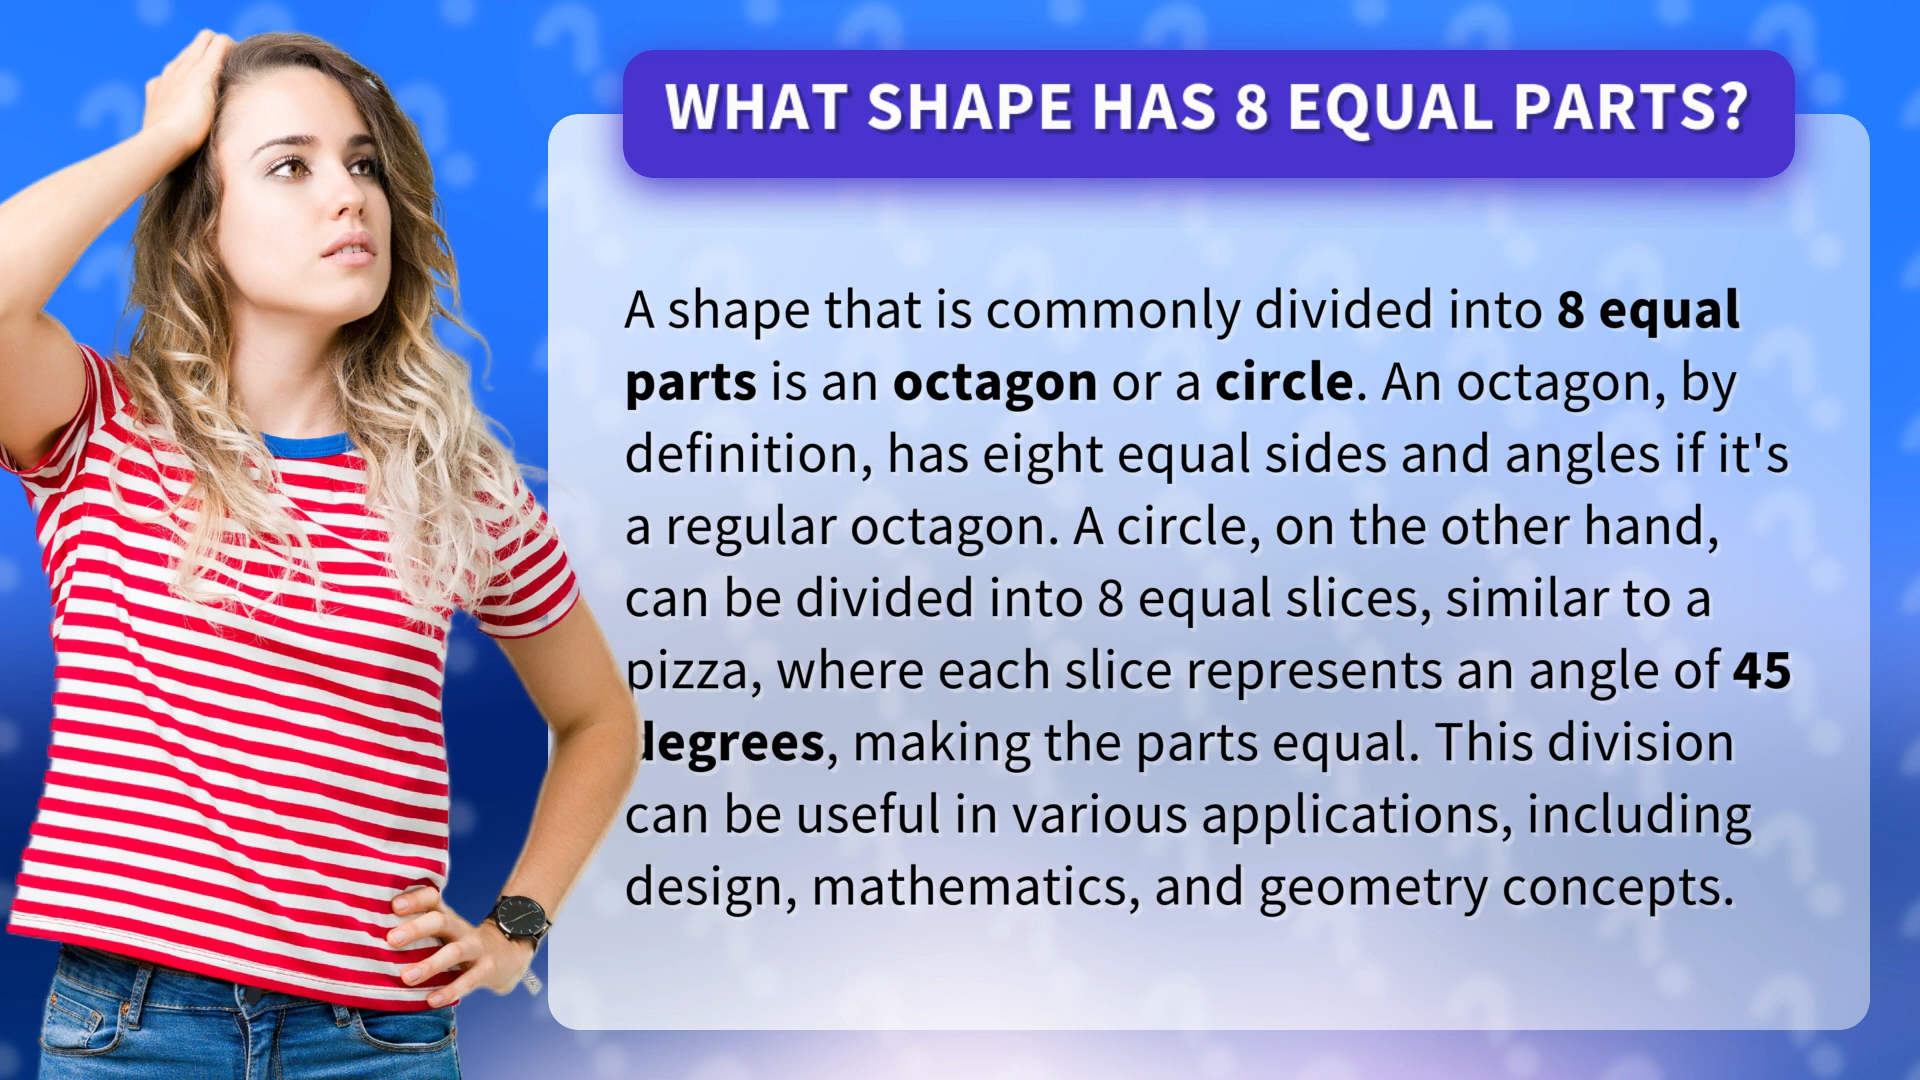 WHAT SHAPE HAS 8 EQUAL PARTS?
A shape that is commonly divided into 8 equal
parts is an octagon or a circle. An octagon, by
definition, has eight equal sides and angles if it's
a regular octagon. A circle, on the other hand,
can be divided into 8 equal slices, similar to a
pizza, where each slice represents an angle of 45
degrees, making the parts equal. This division
can be useful in various applications, including
design, mathematics, and geometry concepts.